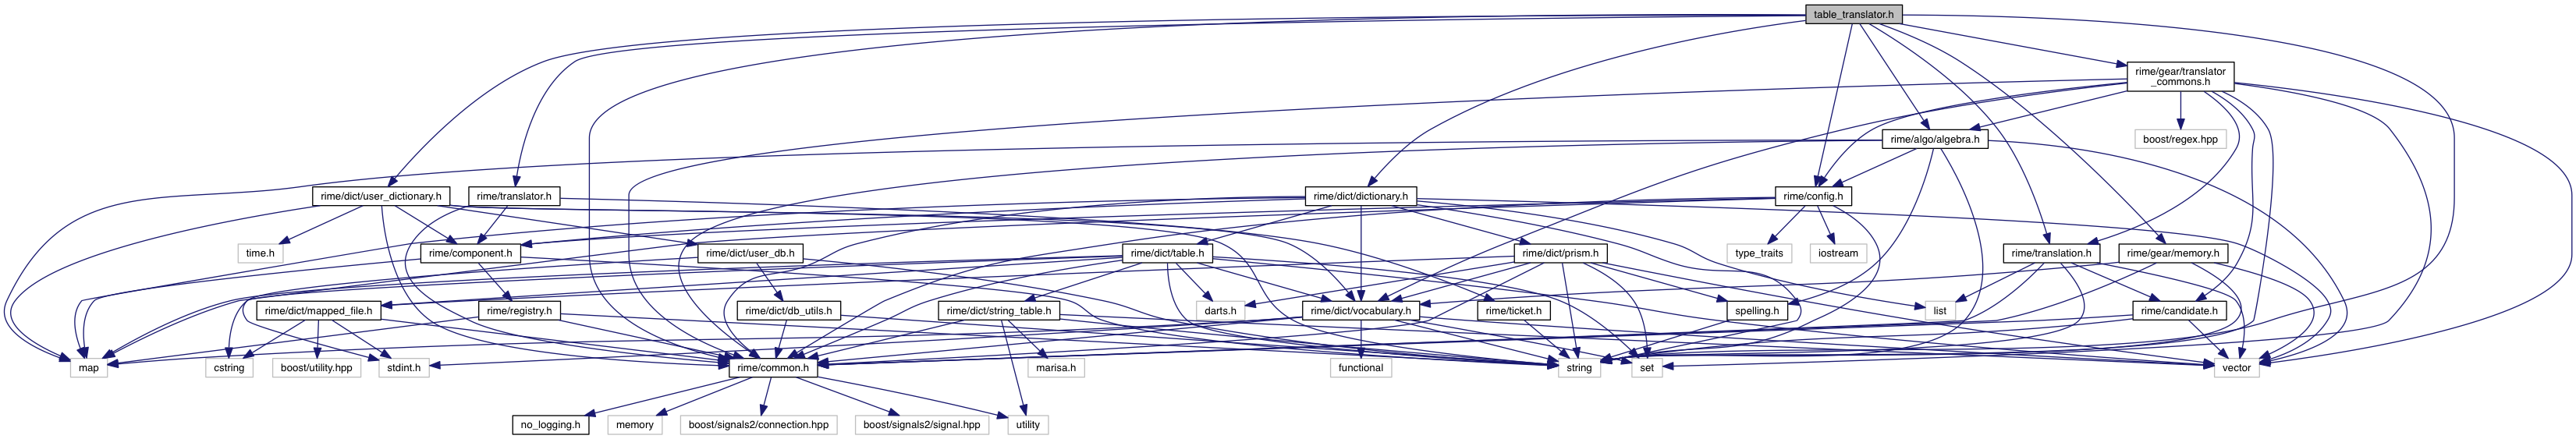 table_translator.h
rime/gear/translator
_commons.h
rime/algo/algebra.h
boost/regex.hpp
rime/dict/user_dictionary.h
rime/translator.h
rime/dict/dictionary.h
rime/config.h
time.h
rime/component.h
rime/dict/user_db.h
rime/dict/table.h
rime/dict/prism.h
type_traits
iostream
rime/translation.h
rime/gear/memory.h
rime/dict/mapped_file.h
rime/registry.h
rime/dict/db_utils.h
rime/dict/string_table.h
darts.h
rime/dict/vocabulary.h
rime/ticket.h
spelling.h
list
rime/candidate.h
map
cstring
boost/utility.hpp
stdint.h
rime/common.h
marisa.h
functional
string
set
vector
no_logging.h
memory
boost/signals2/connection.hpp
boost/signals2/signal.hpp
utility